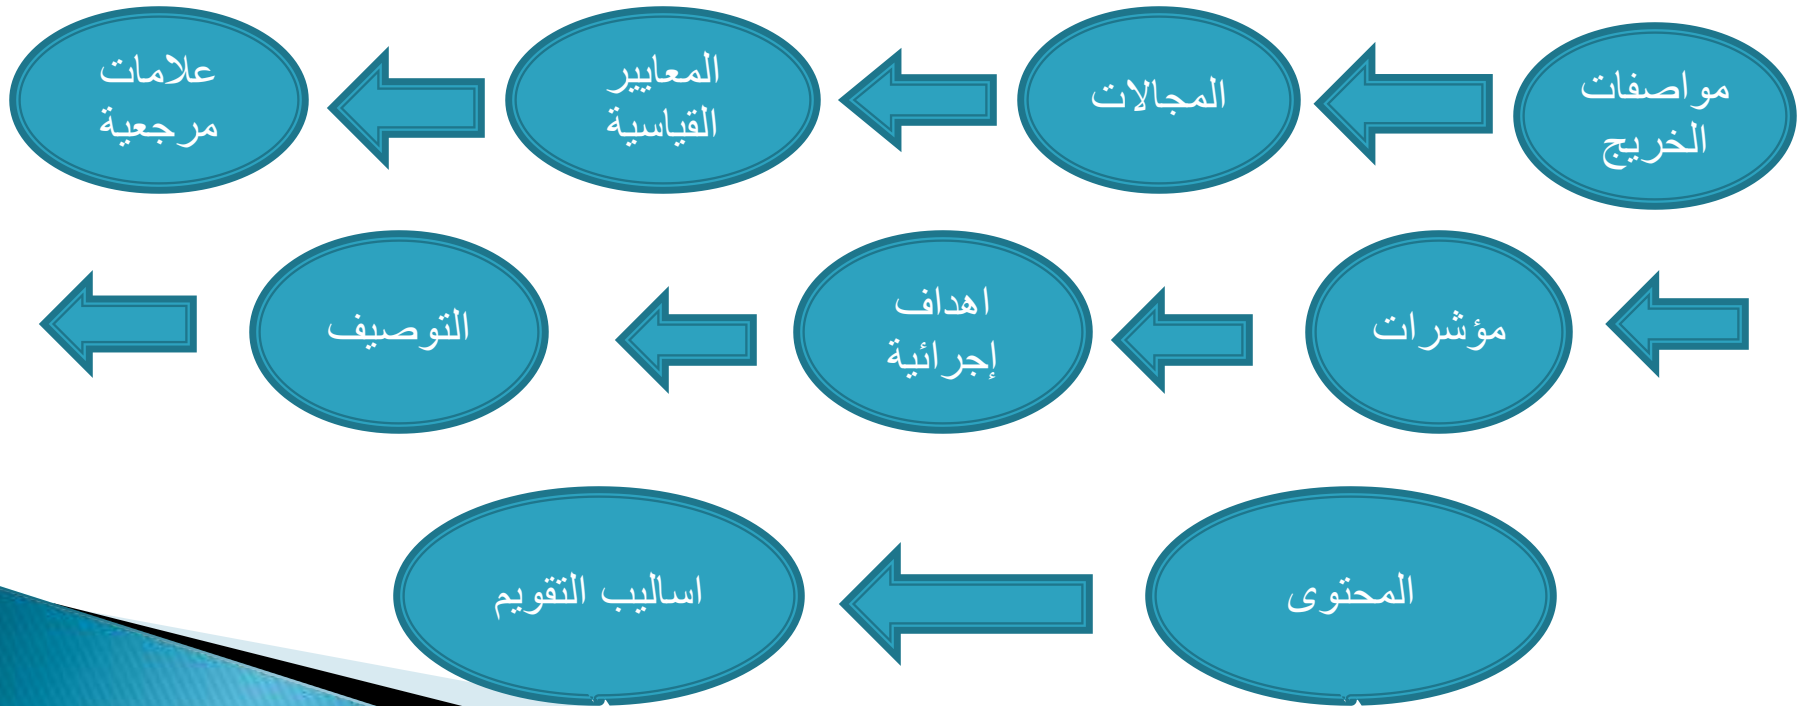 مواصفات
الخريج
المجالات
المعايير
القياسية
علامات
مرجعية
مؤشرات
اهداف
إجرائية
التوصيف
المحتوى
اساليب التقويم